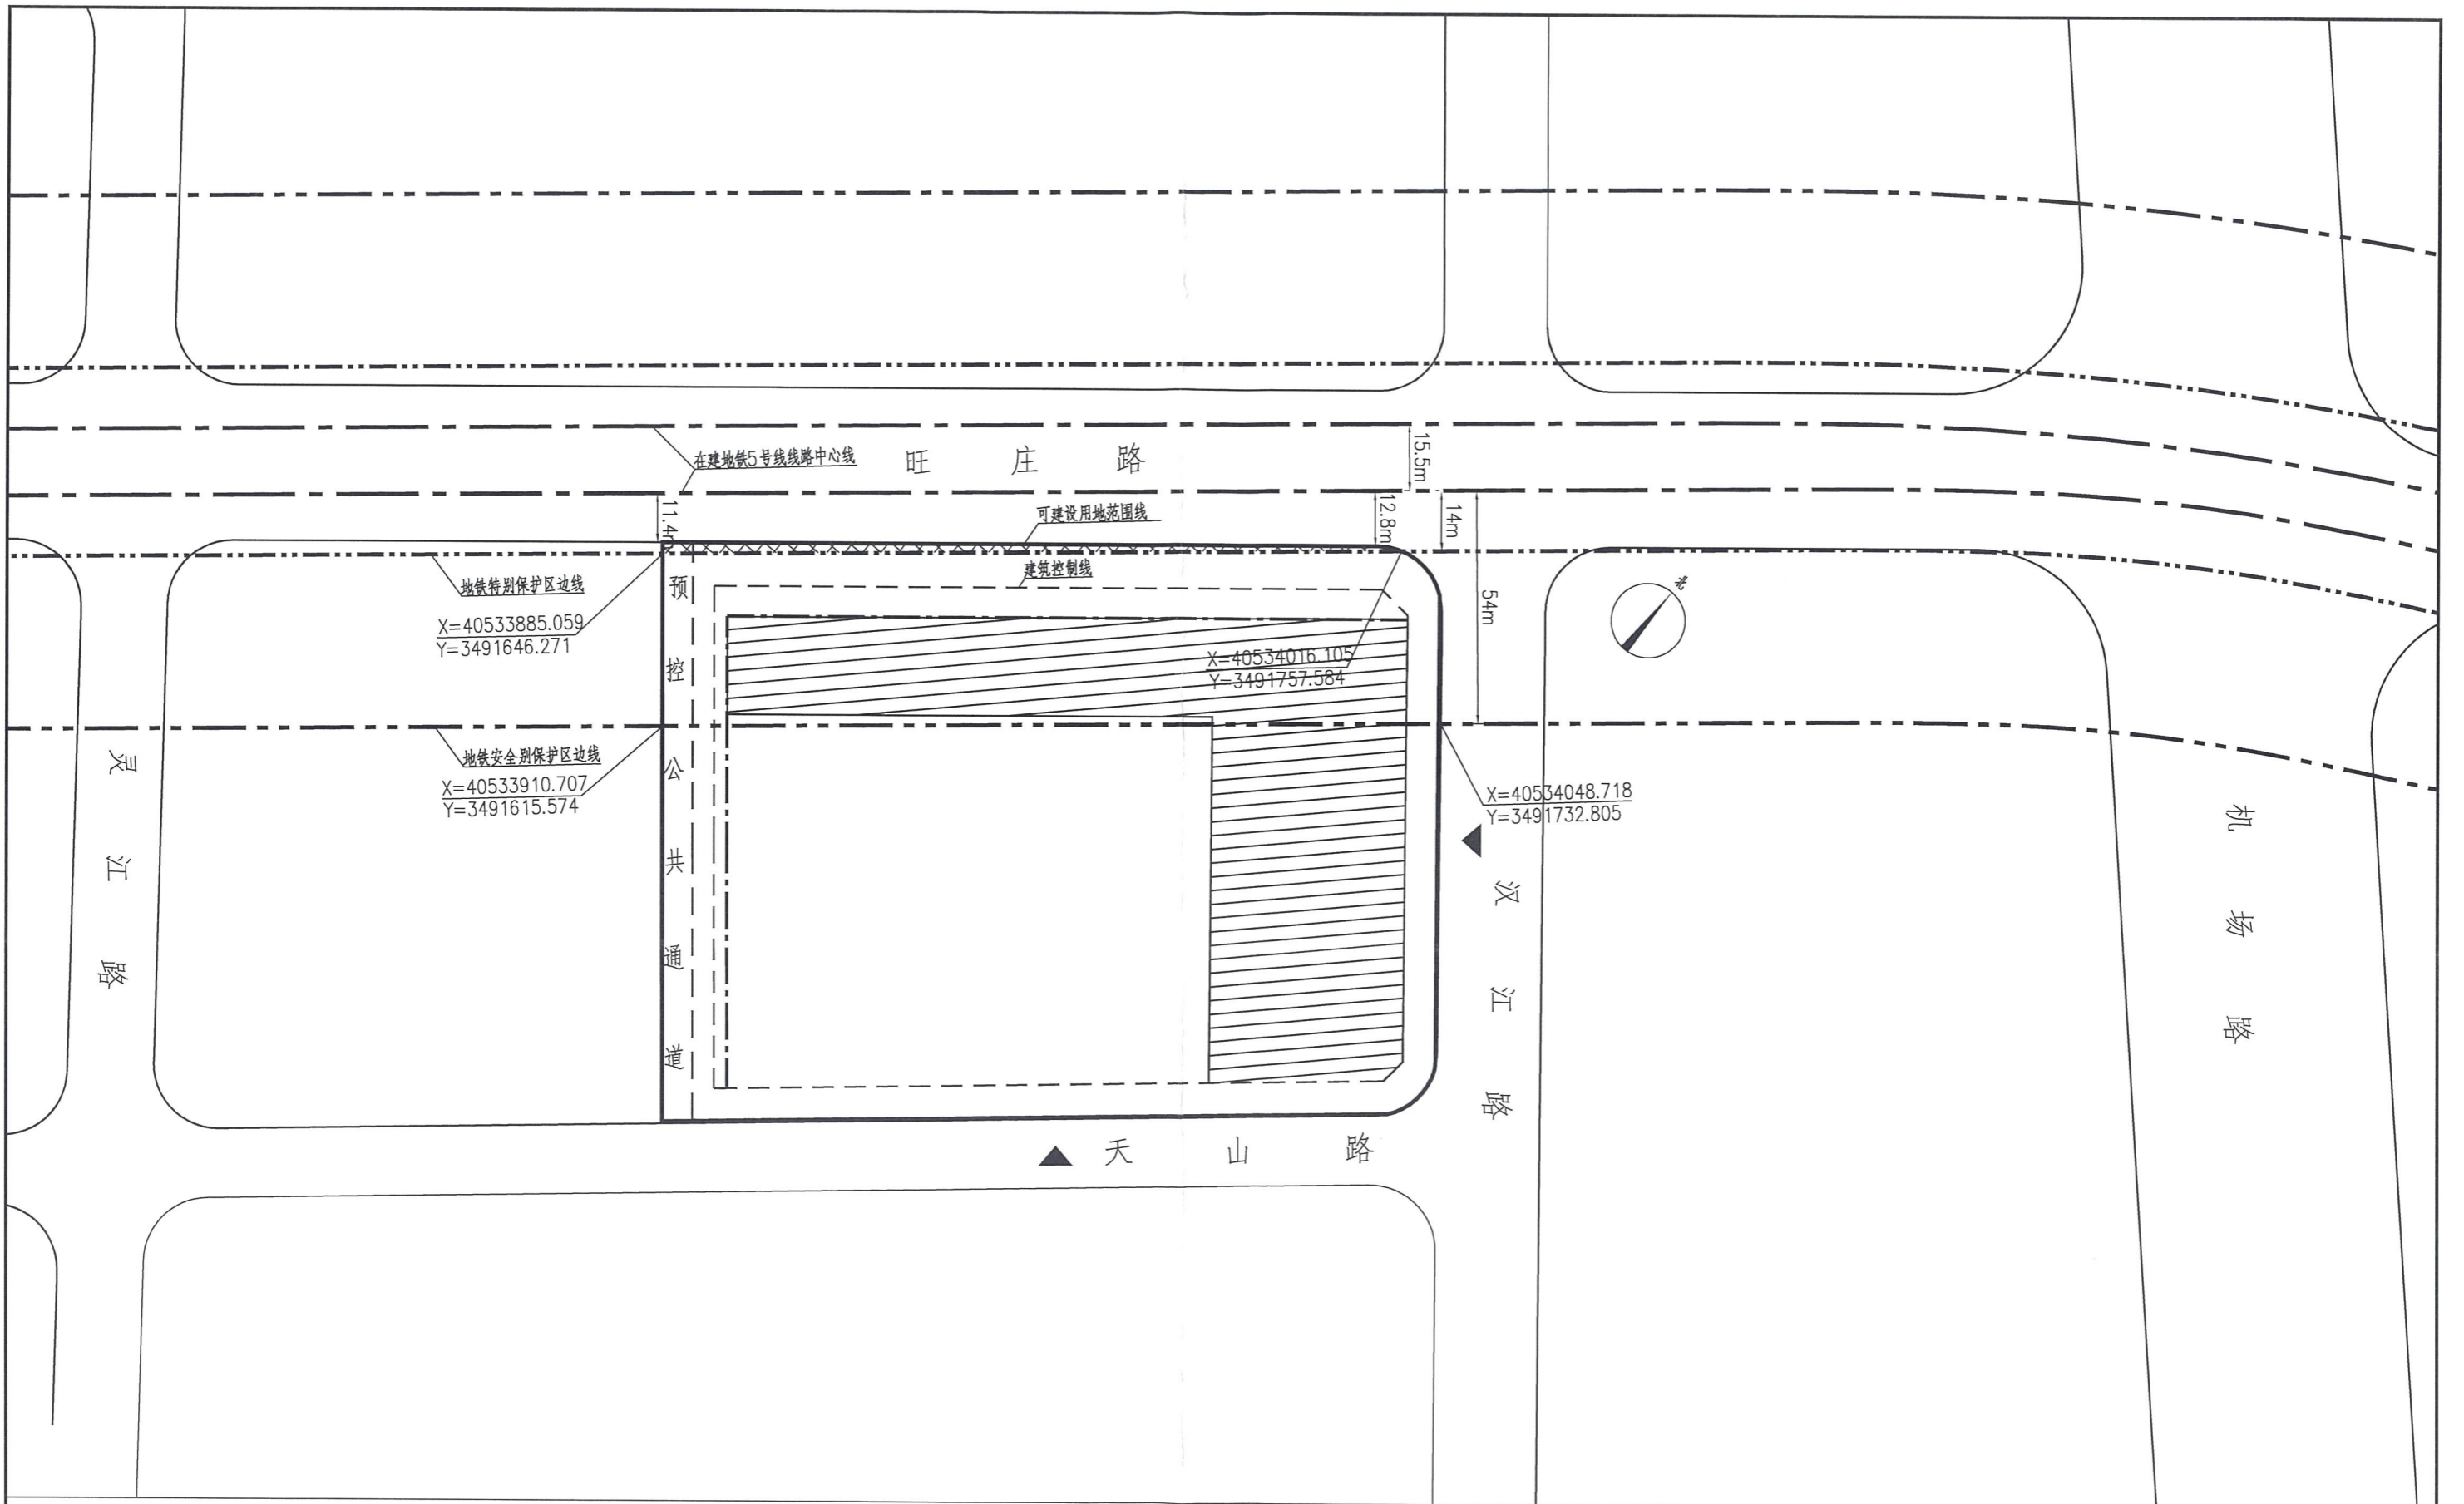 在建地铁5号线线路中心线
旺庄路
15.5m
11.4m
12.8m
14m
可建设用地范围线
地铁特别保护区边线
建筑控制线
北
X=40533885.059
Y=3491646.271
54m
X=40534016.105
Y=3491757.584
预控公共通道
地铁安全别保护区边线
X=40533910.707
Y=3491615.574
X=40534048.718
Y=3491732.805
灵江路
汉江路
机场路
天山路